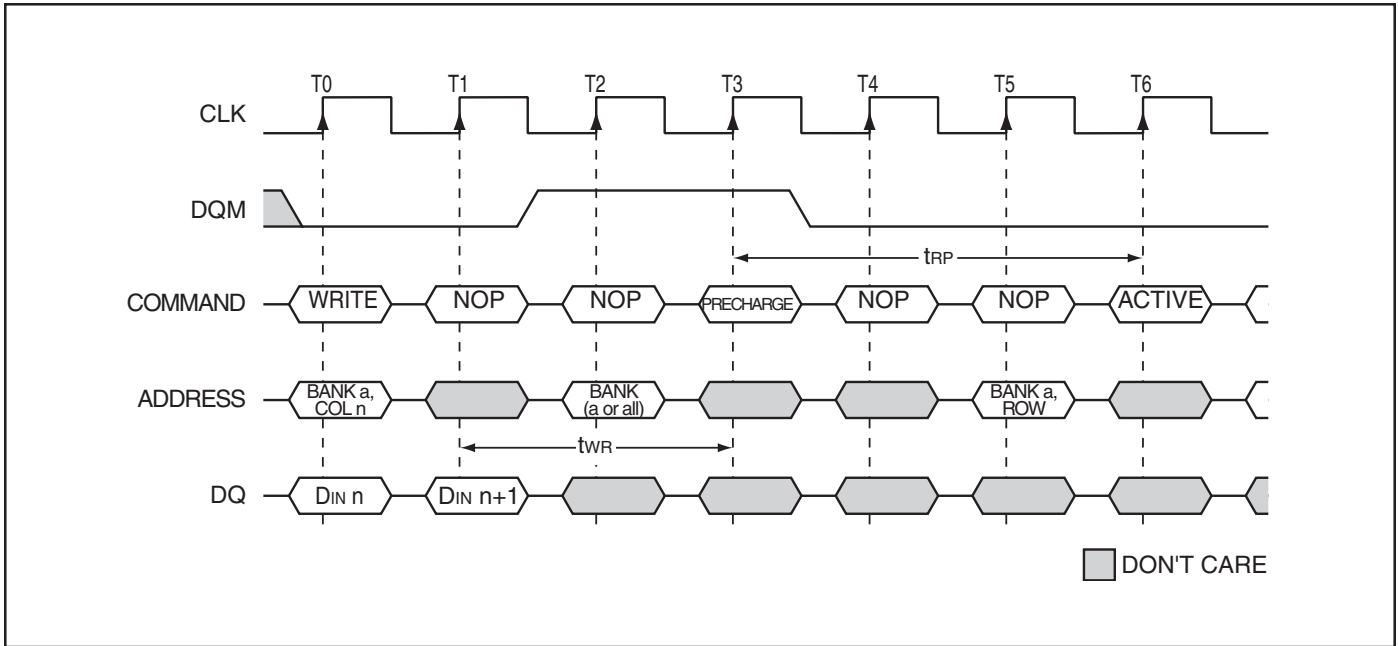 T0 T1 T2 T3 T4 T5 T6
CLK
DQM
tRP
COMMAND WRITE NOP NOP PRECHARGE NOP NOP ACTIVE
ADDRESS BANK a, COL n BANK (a or all) BANK a, ROW
tWR
DQ DIN n DIN n+1
DON'T CARE